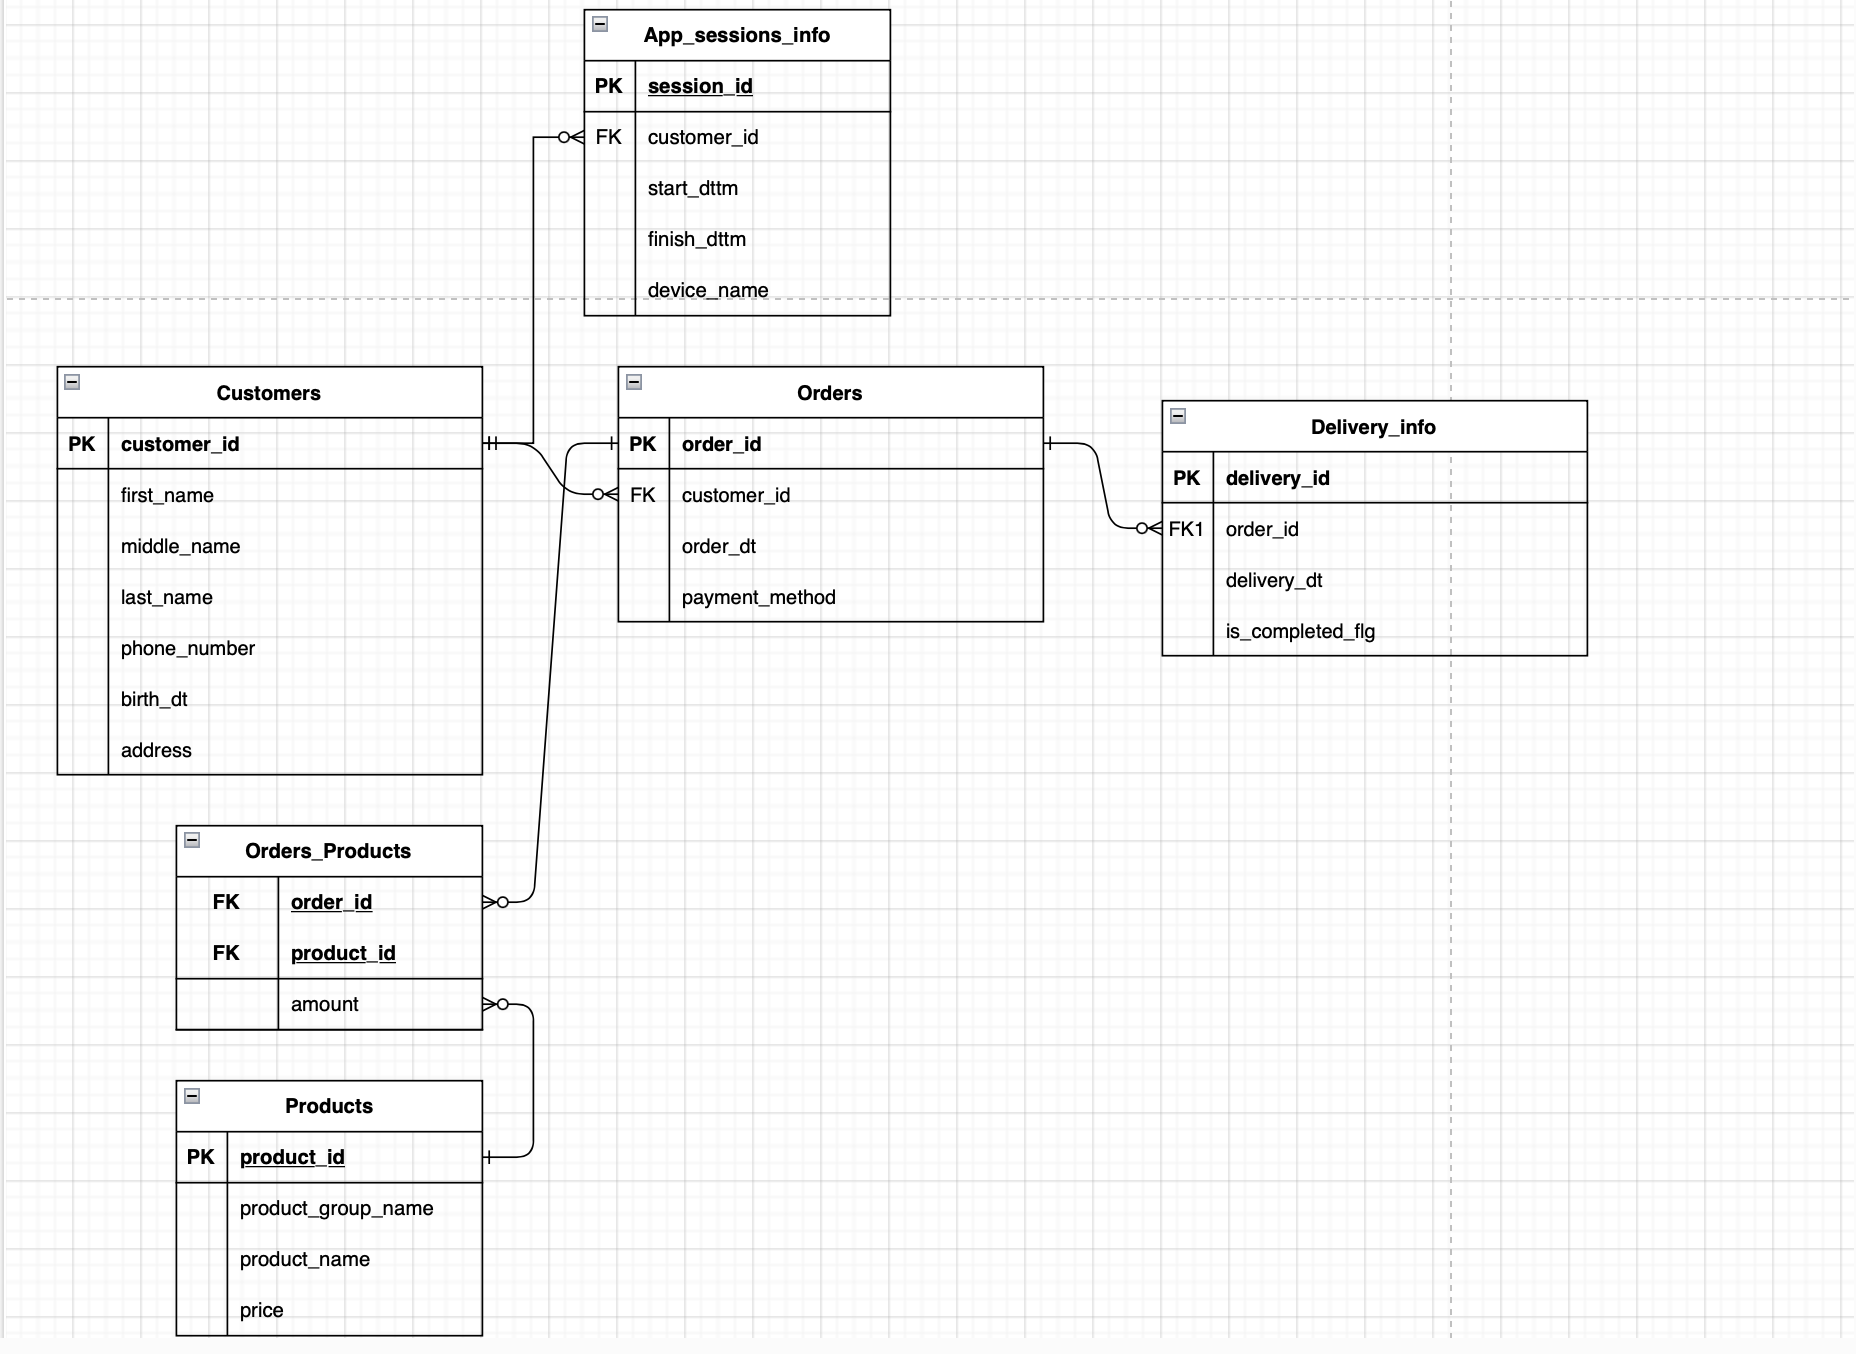 App_sessions_info
PK session_id
FK customer_id
start_dttm
finish_dttm
device_name
Customers
PK customer_id
first_name
middle_name
last_name
phone_number
birth_dt
address
Orders
PK order_id
FK customer_id
order_dt
payment_method
Delivery_info
PK delivery_id
FK1 order_id
delivery_dt
is_completed_flg
Orders_Products
FK order_id
FK product_id
amount
Products
PK product_id
product_group_name
product_name
price